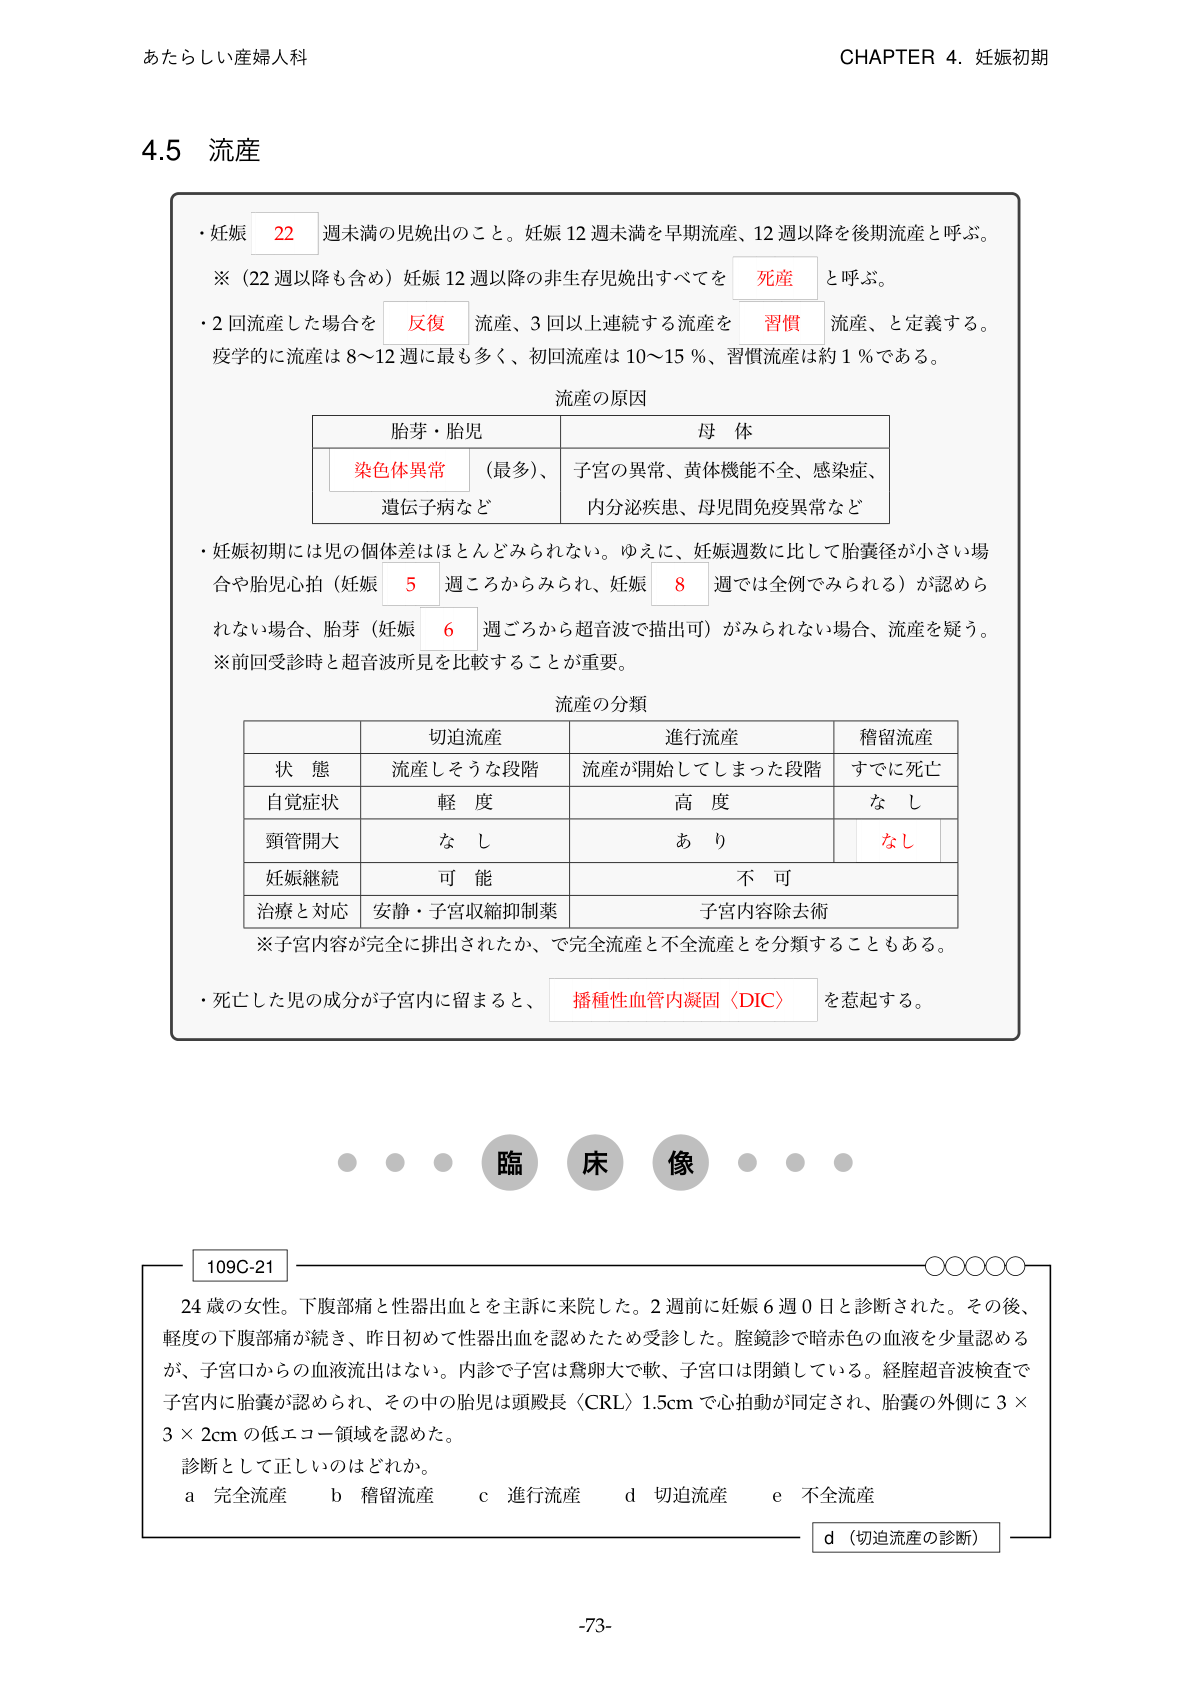 あたらしい産婦人科
CHAPTER 4. 妊娠初期
4.5 流産
・妊娠 22 週未満の児娩出のこと。妊娠 12 週未満を早期流産、12 週以降を後期流産と呼ぶ。
※（22 週以降も含め）妊娠 12 週以降の非生存児娩出すべてを 死産 と呼ぶ。
・2 回流産した場合を 反復 流産、3 回以上連続する流産を 習慣 流産、と定義する。
疫学的に流産は 8〜12 週に最も多く、初回流産は 10〜15 %、習慣流産は約 1 %である。
流産の原因
胎芽・胎児 母 体
染色体異常 （最多）、 子宮の異常、黄体機能不全、感染症、
遺伝子病など 内分泌疾患、母児間免疫異常など
・妊娠初期には児の個体差はほとんどみられない。ゆえに、妊娠週数に比して胎嚢径が小さい場
合や胎児心拍（妊娠 5 週ころからみられ、妊娠 8 週では全例でみられる）が認めら
れない場合、胎芽（妊娠 6 週ごろから超音波で描出可）がみられない場合、流産を疑う。
※前回受診時と超音波所見を比較することが重要。
流産の分類
切迫流産 進行流産 稽留流産
状 態 流産しそうな段階 流産が開始してしまった段階 すでに死亡
自覚症状 軽 度 高 度 な し
頸管開大 な し あ り なし
妊娠継続 可 能 不 可
治療と対応 安静・子宮収縮抑制薬 子宮内容除去術
※子宮内容が完全に排出されたか、で完全流産と不全流産とを分類することもある。
・死亡した児の成分が子宮内に留まると、 播種性血管内凝固〈DIC〉 を惹起する。
臨 床 像
109C-21
24 歳の女性。下腹部痛と性器出血とを主訴に来院した。2 週前に妊娠 6 週 0 日と診断された。その後、
軽度の下腹部痛が続き、昨日初めて性器出血を認めたため受診した。腟鏡診で暗赤色の血液を少量認める
が、子宮口からの血液流出はない。内診で子宮は鵞卵大で軟、子宮口は閉鎖している。経腟超音波検査で
子宮内に胎嚢が認められ、その中の胎児は頭殿長〈CRL〉1.5cm で心拍動が同定され、胎嚢の外側に 3 ×
3 × 2cm の低エコー領域を認めた。
診断として正しいのはどれか。
a 完全流産 b 稽留流産 c 進行流産 d 切迫流産 e 不全流産
d （切迫流産の診断）
-73-